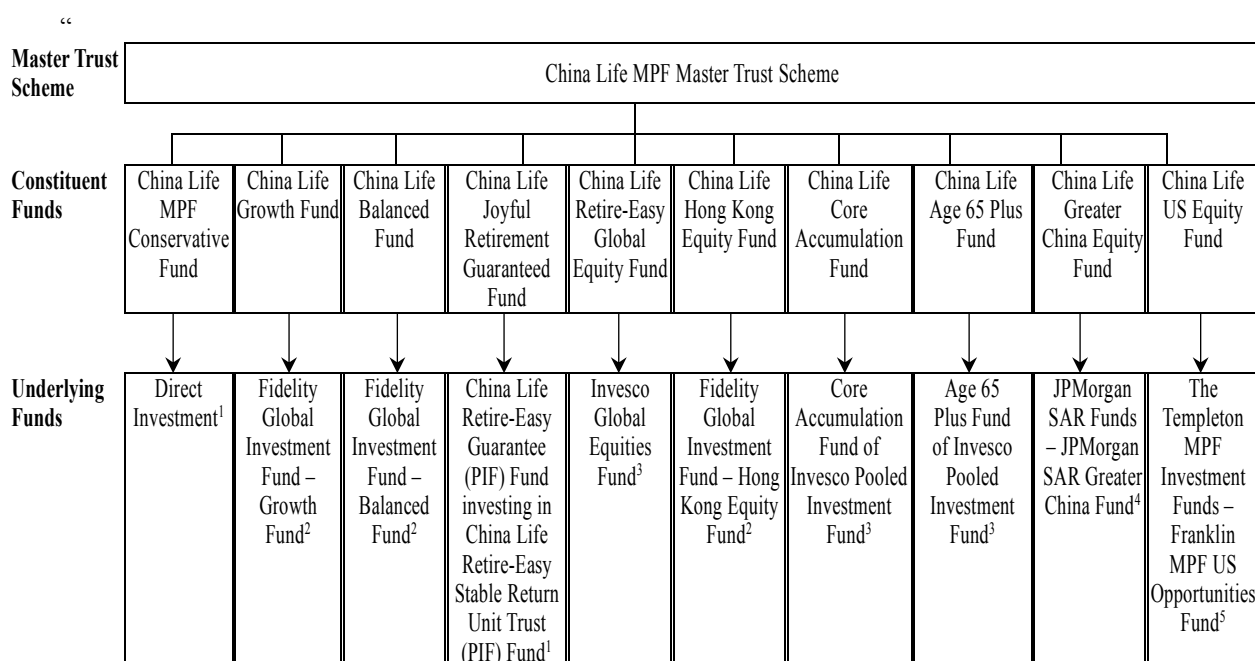 “
Master Trust
Scheme
China Life MPF Master Trust Scheme
Constituent
Funds
China Life
MPF
Conservative
Fund
China Life
Growth Fund
China Life
Balanced
Fund
China Life
Joyful
Retirement
Guaranteed
Fund
China Life
Retire-Easy
Global
Equity Fund
China Life
Hong Kong
Equity Fund
China Life
Core
Accumulation
Fund
China Life
Age 65 Plus
Fund
China Life
Greater
China Equity
Fund
China Life
US Equity
Fund
Underlying
Funds
Direct
Investment1
Fidelity
Global
Investment
Fund –
Growth
Fund2
Fidelity
Global
Investment
Fund –
Balanced
Fund2
China Life
Retire-Easy
Guarantee
(PIF) Fund
investing in
China Life
Retire-Easy
Stable Return
Unit Trust
(PIF) Fund1
Invesco
Global
Equities
Fund3
Fidelity
Global
Investment
Fund – Hong
Kong Equity
Fund2
Core
Accumulation
Fund of
Invesco Pooled
Investment
Fund3
Age 65
Plus Fund
of Invesco
Pooled
Investment
Fund3
JPMorgan
SAR Funds
– JPMorgan
SAR Greater
China Fund4
The
Templeton
MPF
Investment
Funds –
Franklin
MPF US
Opportunities
Fund5